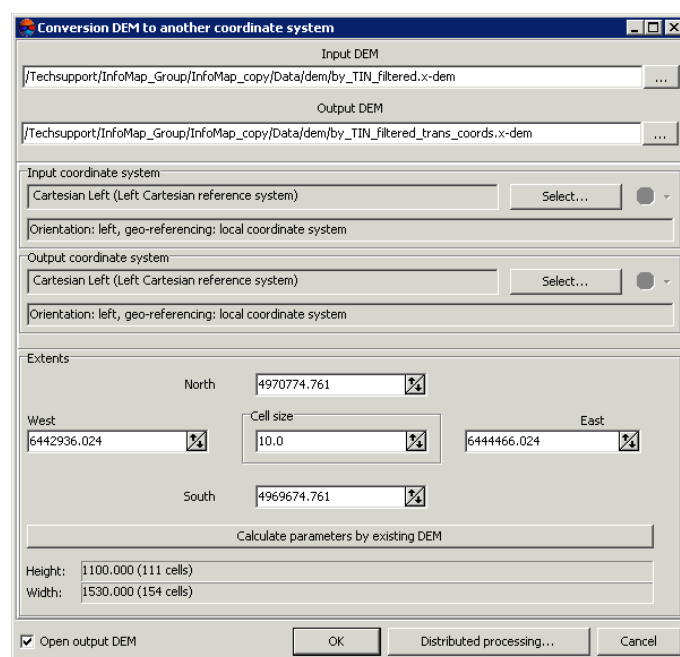 Conversion DEM to another coordinate system
Input DEM
/Techsupport/InfoMap_Group/InfoMap_copy/Data/dem/by_TIN_filtered.x-dem
...
Output DEM
/Techsupport/InfoMap_Group/InfoMap_copy/Data/dem/by_TIN_filtered_trans_coords.x-dem
...
Input coordinate system
Cartesian Left (Left Cartesian reference system)
Select...
Orientation: left, geo-referencing: local coordinate system
Output coordinate system
Cartesian Left (Left Cartesian reference system)
Select...
Orientation: left, geo-referencing: local coordinate system
Extents
North 4970774.761
West Cell size East
6442936.024 10.0 6444466.024
South 4969674.761
Calculate parameters by existing DEM
Height: 1100.000 (111 cells)
Width: 1530.000 (154 cells)
Open output DEM OK Distributed processing... Cancel